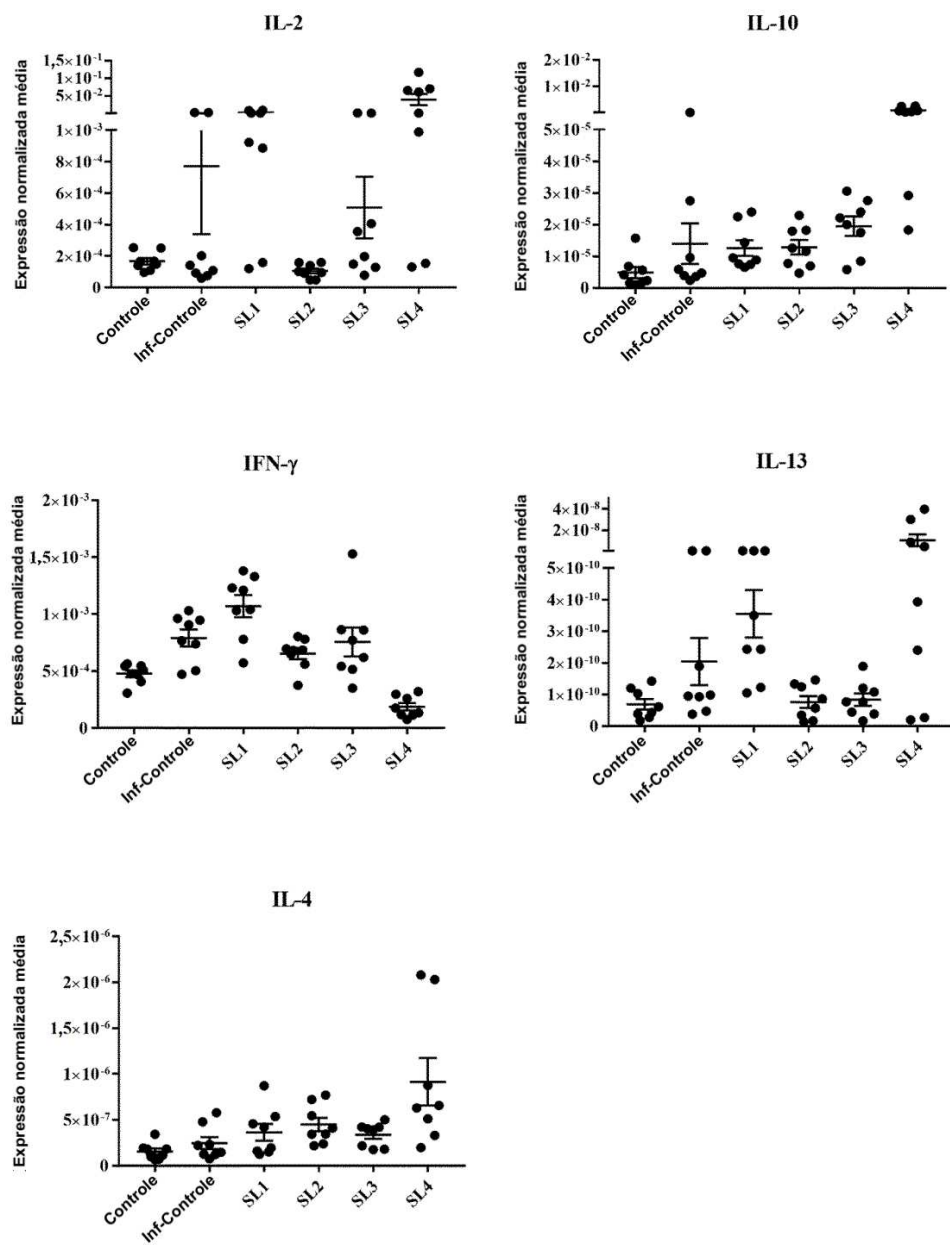 IL-2
Expressão normalizada média
1,5×10⁻¹
1×10⁻¹
5×10⁻²
1×10⁻³
8×10⁻⁴
6×10⁻⁴
4×10⁻⁴
2×10⁻⁴
0
Controle
Inf-Controle
SL1
SL2
SL3
SL4
IL-10
Expressão normalizada média
2×10⁻²
1×10⁻²
5×10⁻⁵
5×10⁻⁵
3×10⁻⁵
2×10⁻⁵
1×10⁻⁵
0
Controle
Inf-Controle
SL1
SL2
SL3
SL4
IFN-γ
Expressão normalizada média
2×10⁻³
1,5×10⁻³
1×10⁻³
5×10⁻⁴
0
Controle
Inf-Controle
SL1
SL2
SL3
SL4
IL-13
Expressão normalizada média
4×10⁻⁸
2×10⁻⁸
5×10⁻¹⁰
4×10⁻¹⁰
3×10⁻¹⁰
2×10⁻¹⁰
1×10⁻¹⁰
0
Controle
Inf-Controle
SL1
SL2
SL3
SL4
IL-4
Expressão normalizada média
2,5×10⁻⁶
2×10⁻⁶
1,5×10⁻⁶
1×10⁻⁶
5×10⁻⁷
0
Controle
Inf-Controle
SL1
SL2
SL3
SL4